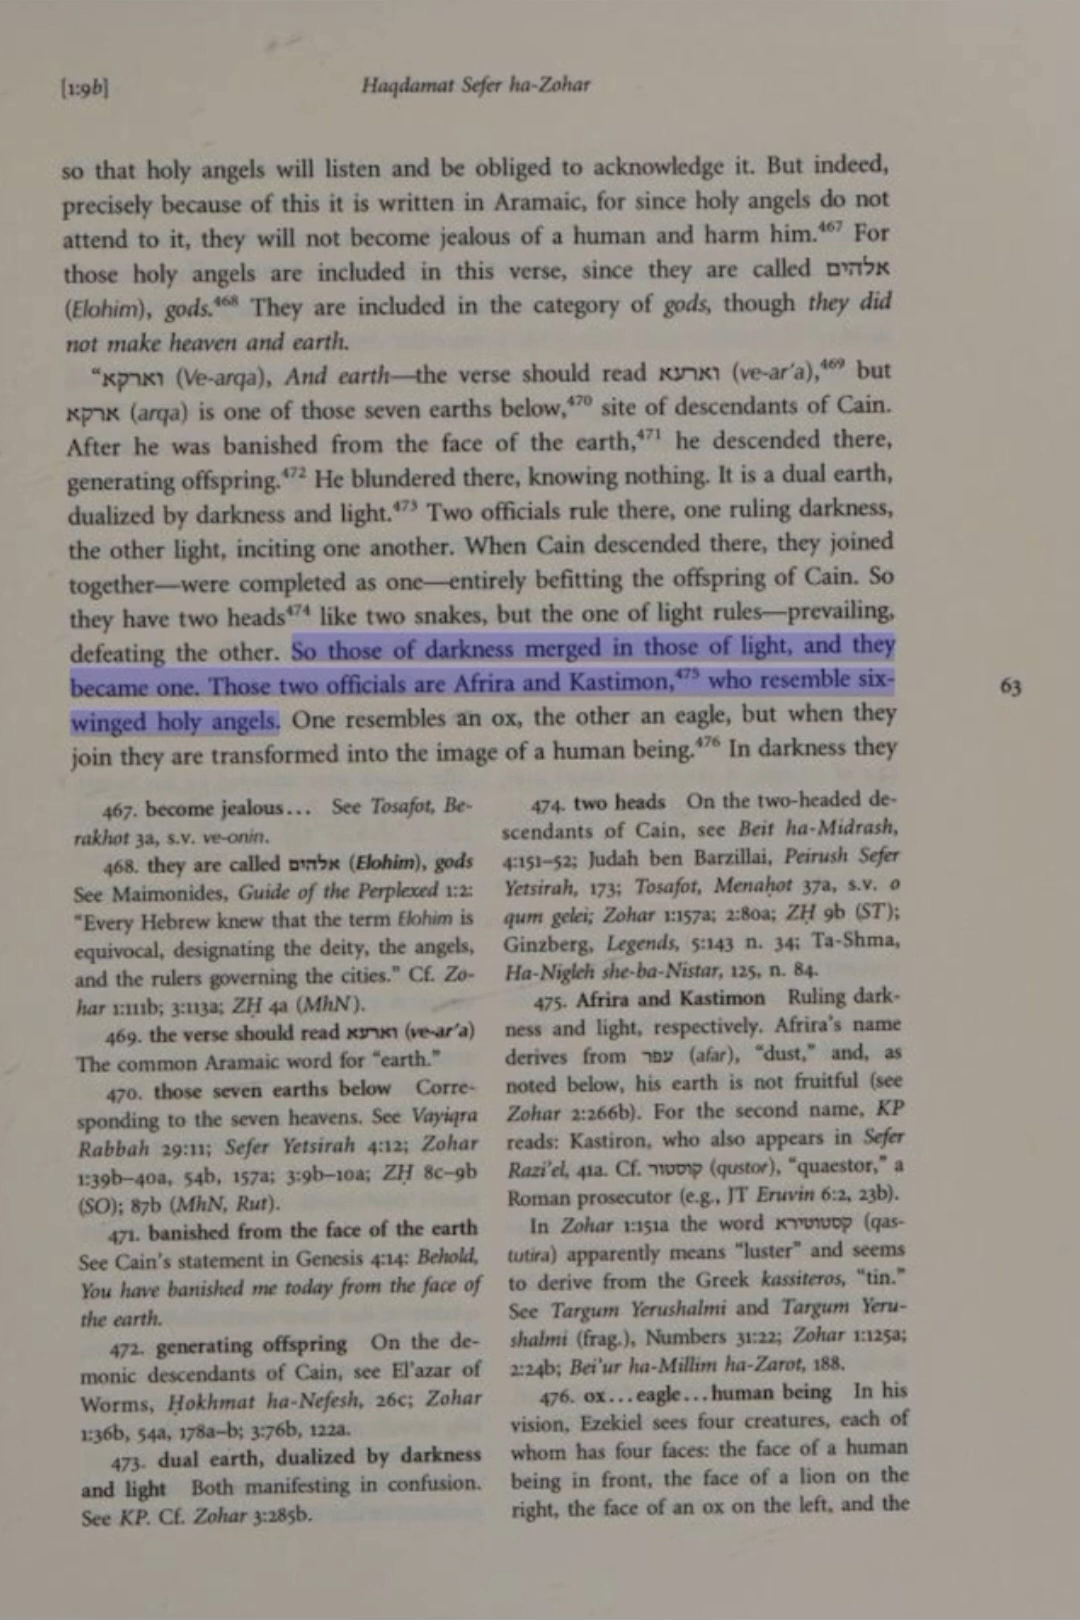 [1:9b]
Haqdamat Sefer ha-Zohar
so that holy angels will listen and be obliged to acknowledge it. But indeed,
precisely because of this it is written in Aramaic, for since holy angels do not
attend to it, they will not become jealous of a human and harm him.⁴⁶⁷ For
those holy angels are included in this verse, since they are called אלהים
(Elohim), gods.⁴⁶⁸ They are included in the category of gods, though they did
not make heaven and earth.
“וארקא (Ve-arqa), And earth—the verse should read וארעא (ve-ar'a),⁴⁶⁹ but
ארקא (arqa) is one of those seven earths below,⁴⁷⁰ site of descendants of Cain.
After he was banished from the face of the earth,⁴⁷¹ he descended there,
generating offspring.⁴⁷² He blundered there, knowing nothing. It is a dual earth,
dualized by darkness and light.⁴⁷³ Two officials rule there, one ruling darkness,
the other light, inciting one another. When Cain descended there, they joined
together—were completed as one—entirely befitting the offspring of Cain. So
they have two heads⁴⁷⁴ like two snakes, but the one of light rules—prevailing,
defeating the other. So those of darkness merged in those of light, and they
became one. Those two officials are Afrira and Kastimon,⁴⁷⁵ who resemble six-
winged holy angels. One resembles an ox, the other an eagle, but when they
join they are transformed into the image of a human being.⁴⁷⁶ In darkness they
63
467. become jealous... See Tosafot, Be-
rakhot 3a, s.v. ve-onin.
468. they are called אלהים (Elohim), gods
See Maimonides, Guide of the Perplexed 1:2:
“Every Hebrew knew that the term Elohim is
equivocal, designating the deity, the angels,
and the rulers governing the cities.” Cf. Zo-
har 1:111b; 3:113a; ZḤ 4a (MhN).
469. the verse should read וארעא (ve-ar'a)
The common Aramaic word for “earth.”
470. those seven earths below Corre-
sponding to the seven heavens. See Vayiqra
Rabbah 29:11; Sefer Yetsirah 4:12; Zohar
1:39b–40a, 54b, 157a; 3:9b–10a; ZḤ 8c–9b
(SO); 87b (MhN, Rut).
471. banished from the face of the earth
See Cain's statement in Genesis 4:14: Behold,
You have banished me today from the face of
the earth.
472. generating offspring On the de-
monic descendants of Cain, see El'azar of
Worms, Ḥokhmat ha-Nefesh, 26c; Zohar
1:36b, 54a, 178a–b; 3:76b, 122a.
473. dual earth, dualized by darkness
and light Both manifesting in confusion.
See KP. Cf. Zohar 3:285b.
474. two heads On the two-headed de-
scendants of Cain, see Beit ha-Midrash,
4:151–52; Judah ben Barzillai, Peirush Sefer
Yetsirah, 173; Tosafot, Menaḥot 37a, s.v. o
qum gelei; Zohar 1:157a; 2:80a; ZḤ 9b (ST);
Ginzberg, Legends, 5:143 n. 34; Ta-Shma,
Ha-Nigleh she-ba-Nistar, 125, n. 84.
475. Afrira and Kastimon Ruling dark-
ness and light, respectively. Afrira's name
derives from עפר (afar), “dust,” and, as
noted below, his earth is not fruitful (see
Zohar 2:266b). For the second name, KP
reads: Kastiron, who also appears in Sefer
Razi'el, 41a. Cf. קוסטור (qustor), “quaestor,” a
Roman prosecutor (e.g., JT Eruvin 6:2, 23b).
In Zohar 1:151a the word קסטוטירא (qas-
tutira) apparently means “luster” and seems
to derive from the Greek kassiteros, “tin.”
See Targum Yerushalmi and Targum Yeru-
shalmi (frag.), Numbers 31:22; Zohar 1:125a;
2:24b; Bei'ur ha-Millim ha-Zarot, 188.
476. ox...eagle...human being In his
vision, Ezekiel sees four creatures, each of
whom has four faces: the face of a human
being in front, the face of a lion on the
right, the face of an ox on the left, and the